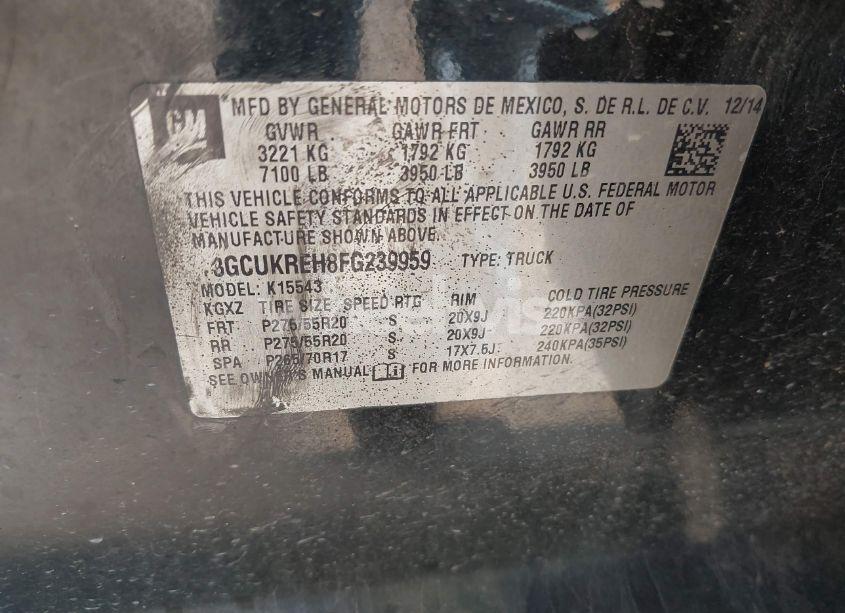 GM
MFD BY GENERAL MOTORS DE MEXICO, S. DE R.L. DE C.V. 12/14
GVWR GAWR FRT GAWR RR
3221 KG 1792 KG 1792 KG
7100 LB 3950 LB 3950 LB
THIS VEHICLE CONFORMS TO ALL APPLICABLE U.S. FEDERAL MOTOR
VEHICLE SAFETY STANDARDS IN EFFECT ON THE DATE OF
MANUFACTURE SHOWN ABOVE.
3GCUKREH8FG239959 TYPE: TRUCK
MODEL: K15543
KGXZ TIRE SIZE SPEED RTG RIM COLD TIRE PRESSURE
FRT P275/55R20 S 20X9J 220KPA(32PSI)
RR P275/55R20 S 20X9J 220KPA(32PSI)
SPA P265/70R17 S 17X7.5J 240KPA(35PSI)
SEE OWNER'S MANUAL FOR MORE INFORMATION.